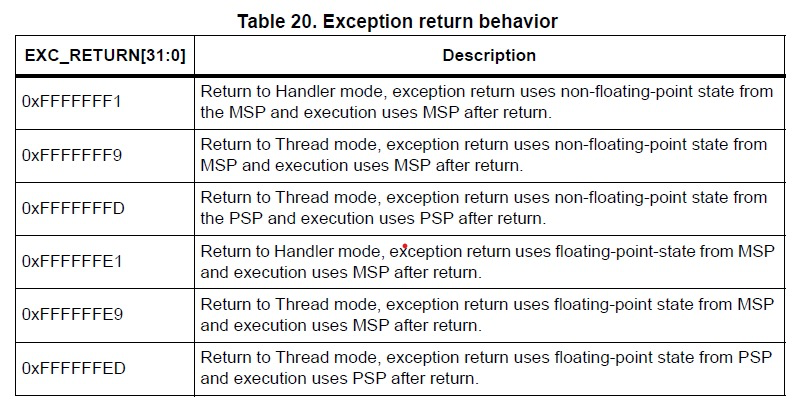 Table 20. Exception return behavior
EXC_RETURN[31:0] Description
0xFFFFFFF1 Return to Handler mode, exception return uses non-floating-point state from
the MSP and execution uses MSP after return.
0xFFFFFFF9 Return to Thread mode, exception return uses non-floating-point state from
MSP and execution uses MSP after return.
0xFFFFFFFD Return to Thread mode, exception return uses non-floating-point state from
the PSP and execution uses PSP after return.
0xFFFFFFE1 Return to Handler mode, exception return uses floating-point-state from MSP
and execution uses MSP after return.
0xFFFFFFE9 Return to Thread mode, exception return uses floating-point state from MSP
and execution uses MSP after return.
0xFFFFFFED Return to Thread mode, exception return uses floating-point state from PSP
and execution uses PSP after return.